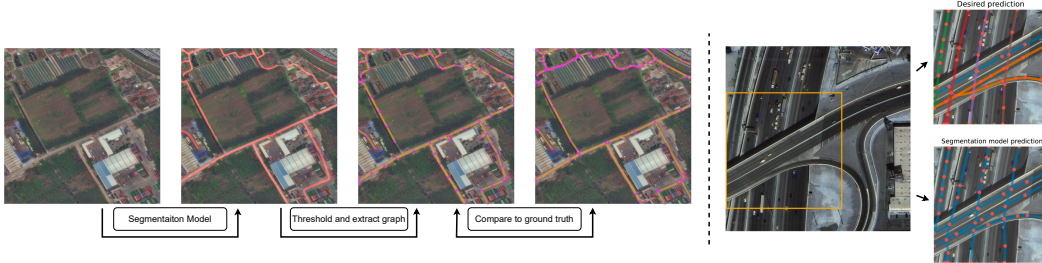 Segmentaiton Model
Threshold and extract graph
Compare to ground truth
Desired prediction
Segmentation model prediction